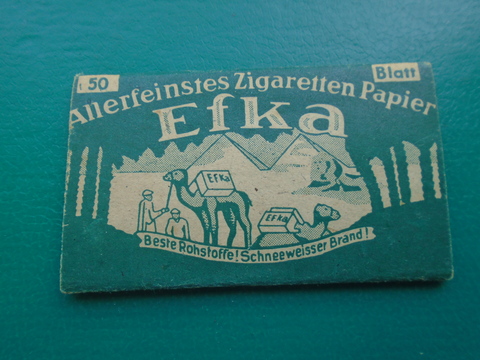 50 Blatt
Allerfeinstes Zigaretten Papier
Efka
EFKA
EFKA
Beste Rohstoffe! Schneeweisser Brand!